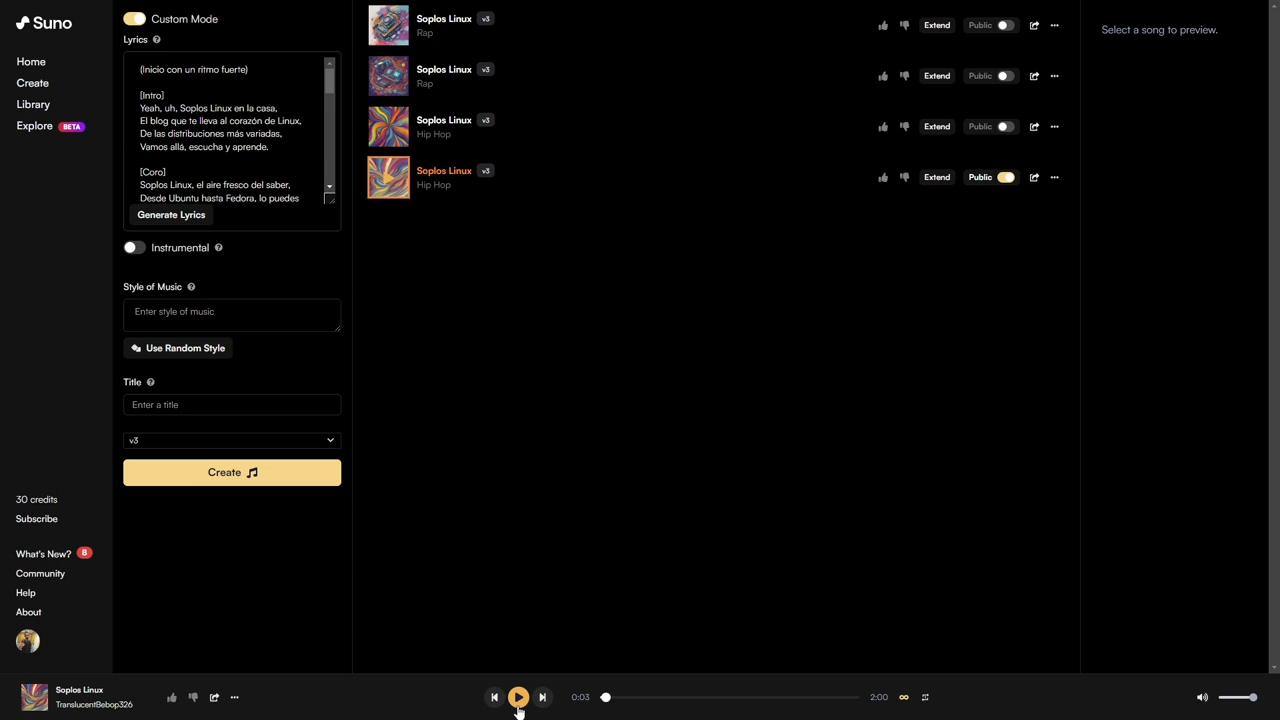 Suno
Home
Create
Library
Explore BETA
30 credits
Subscribe
What's New? 8
Community
Help
About
Custom Mode
Lyrics
(Inicio con un ritmo fuerte)
[Intro]
Yeah, uh, Soplos Linux en la casa,
El blog que te lleva al corazón de Linux,
De las distribuciones más variadas,
Vamos allá, escucha y aprende.
[Coro]
Soplos Linux, el aire fresco del saber,
Desde Ubuntu hasta Fedora, lo puedes
Generate Lyrics
Instrumental
Style of Music
Enter style of music
Use Random Style
Title
Enter a title
v3
Create
Soplos Linux v3
Rap
Extend Public
Soplos Linux v3
Rap
Extend Public
Soplos Linux v3
Hip Hop
Extend Public
Soplos Linux v3
Hip Hop
Extend Public
Select a song to preview.
Soplos Linux
TranslucentBebop326
0:03
2:00